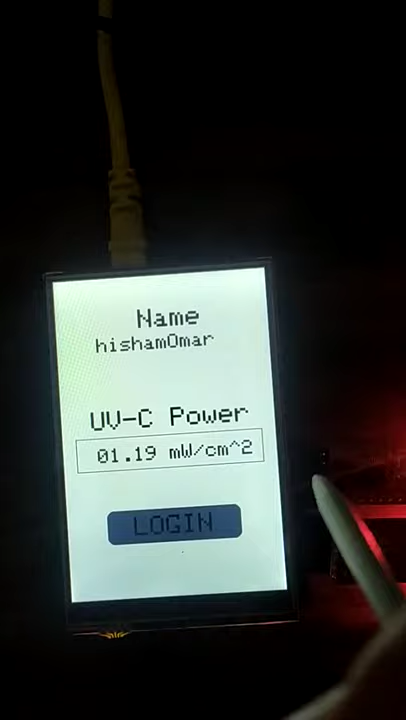 Name
hishamOmar
UV-C Power
01.19 mW/cm^2
LOGIN